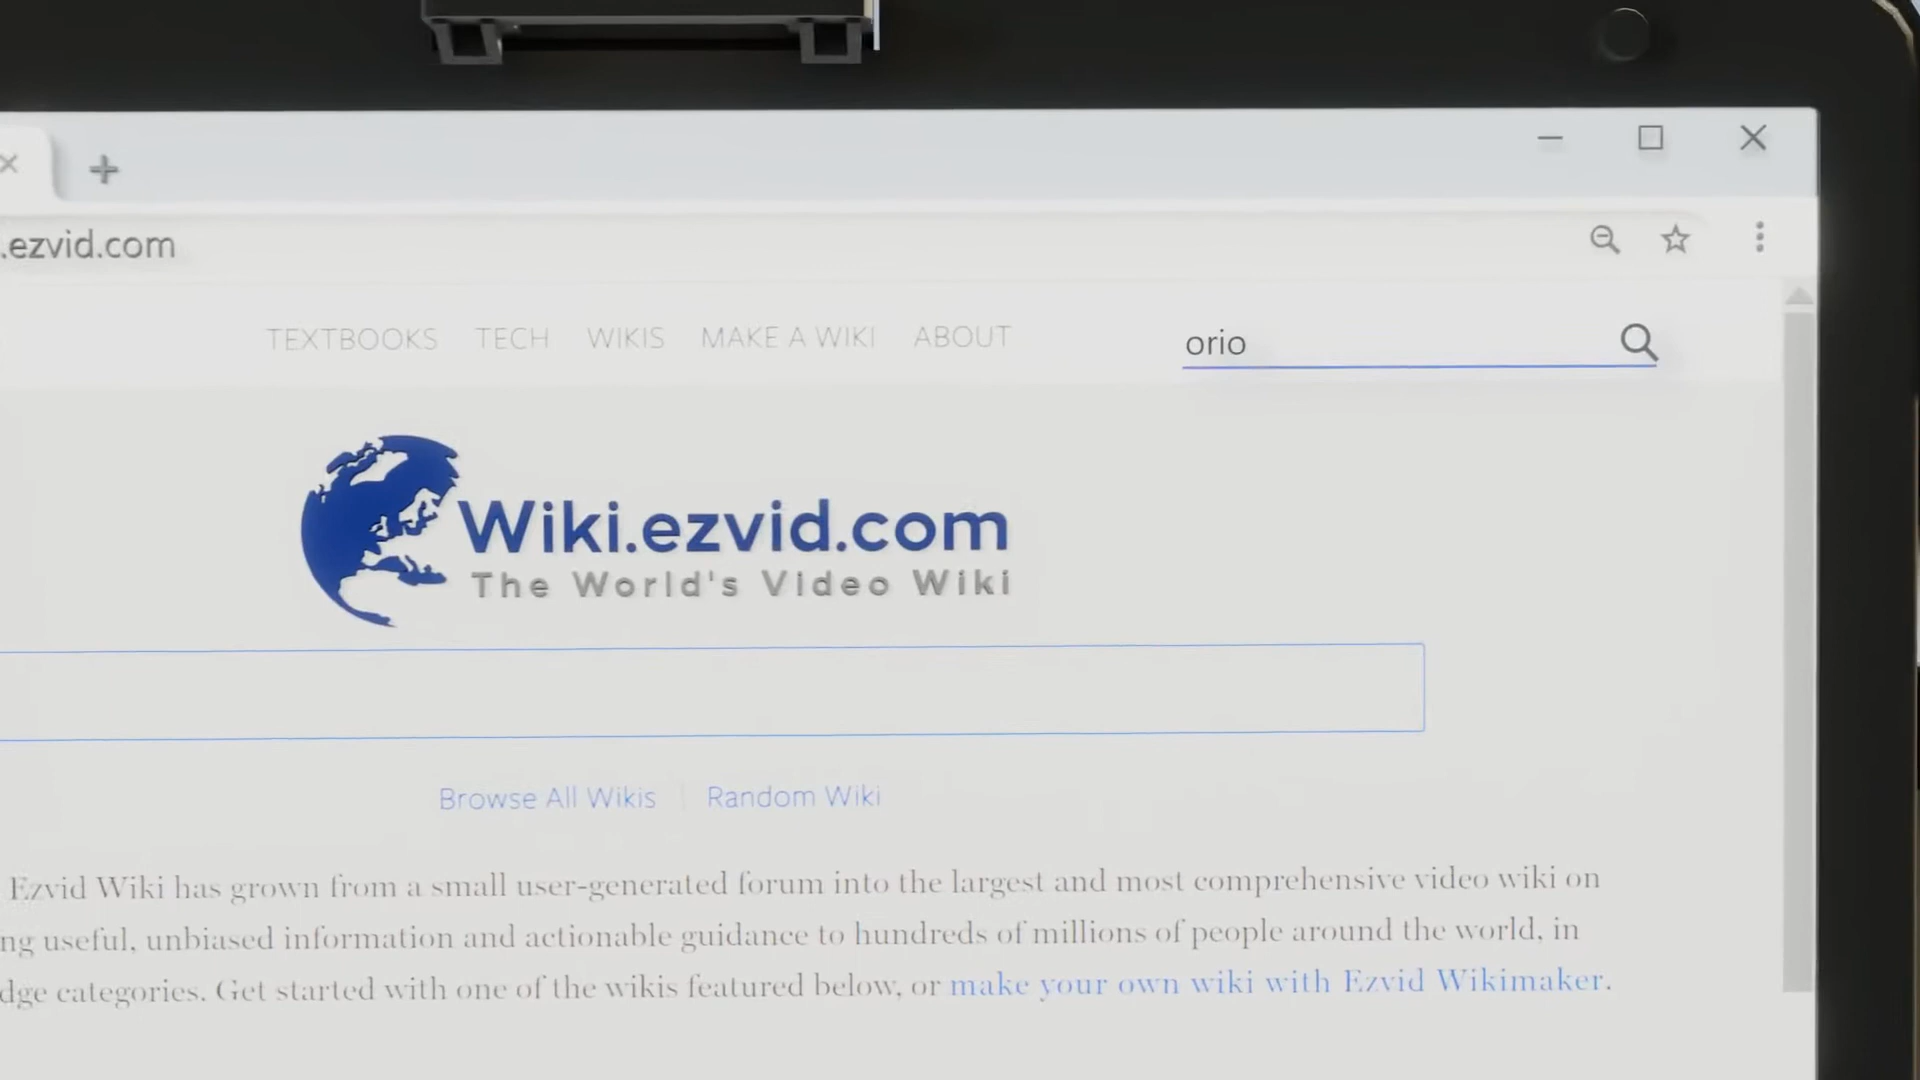 .ezvid.com
TEXTBOOKS TECH WIKIS MAKE A WIKI ABOUT
orio
Wiki.ezvid.com
The World's Video Wiki
Browse All Wikis
Random Wiki
Ezvid Wiki has grown from a small user-generated forum into the largest and most comprehensive video wiki on
ng useful, unbiased information and actionable guidance to hundreds of millions of people around the world, in
dge categories. Get started with one of the wikis featured below, or make your own wiki with Ezvid Wikimaker.